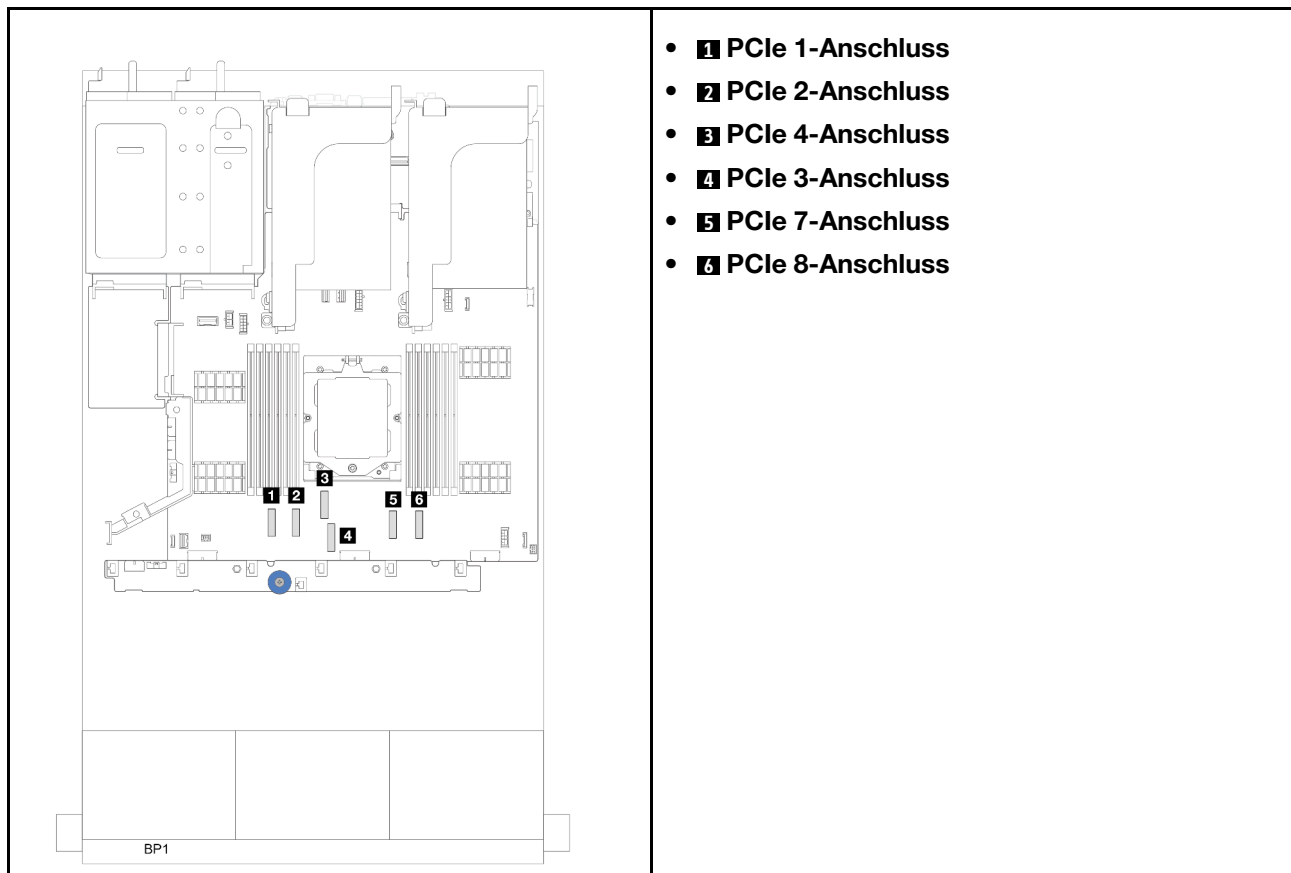 1
2
3
4
5
6
BP1
• 1 PCIe 1-Anschluss
• 2 PCIe 2-Anschluss
• 3 PCIe 4-Anschluss
• 4 PCIe 3-Anschluss
• 5 PCIe 7-Anschluss
• 6 PCIe 8-Anschluss